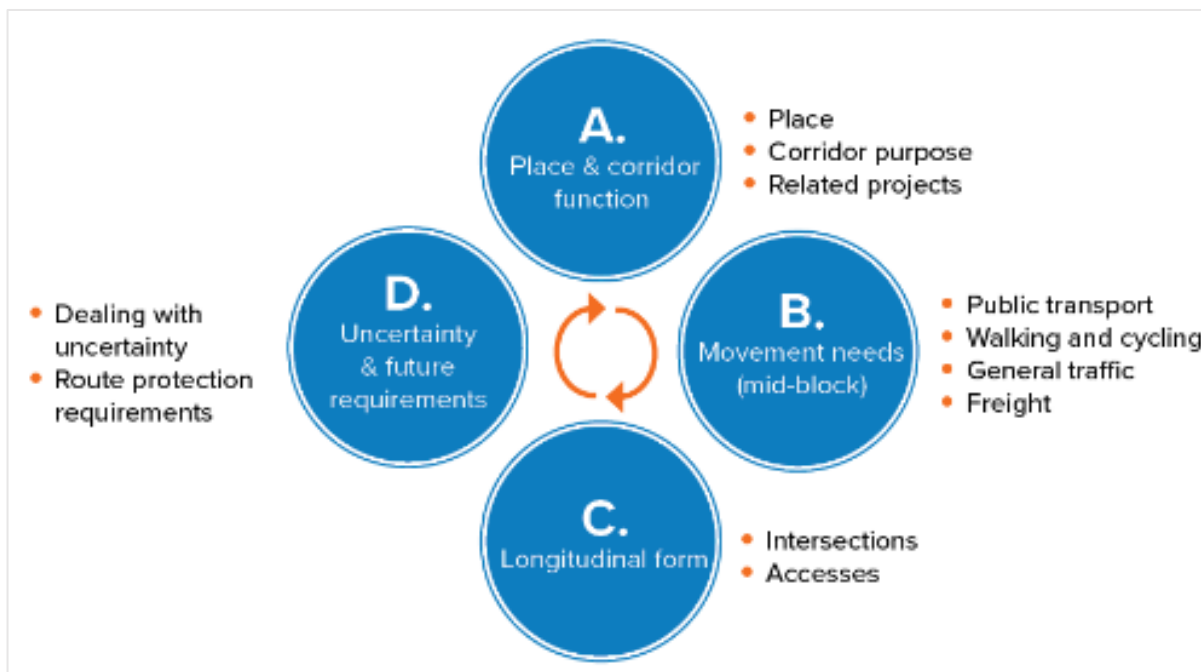 A.
Place & corridor
function
• Place
• Corridor purpose
• Related projects
B.
Movement needs
(mid-block)
• Public transport
• Walking and cycling
• General traffic
• Freight
C.
Longitudinal form
• Intersections
• Accesses
D.
Uncertainty
& future
requirements
• Dealing with
uncertainty
• Route protection
requirements